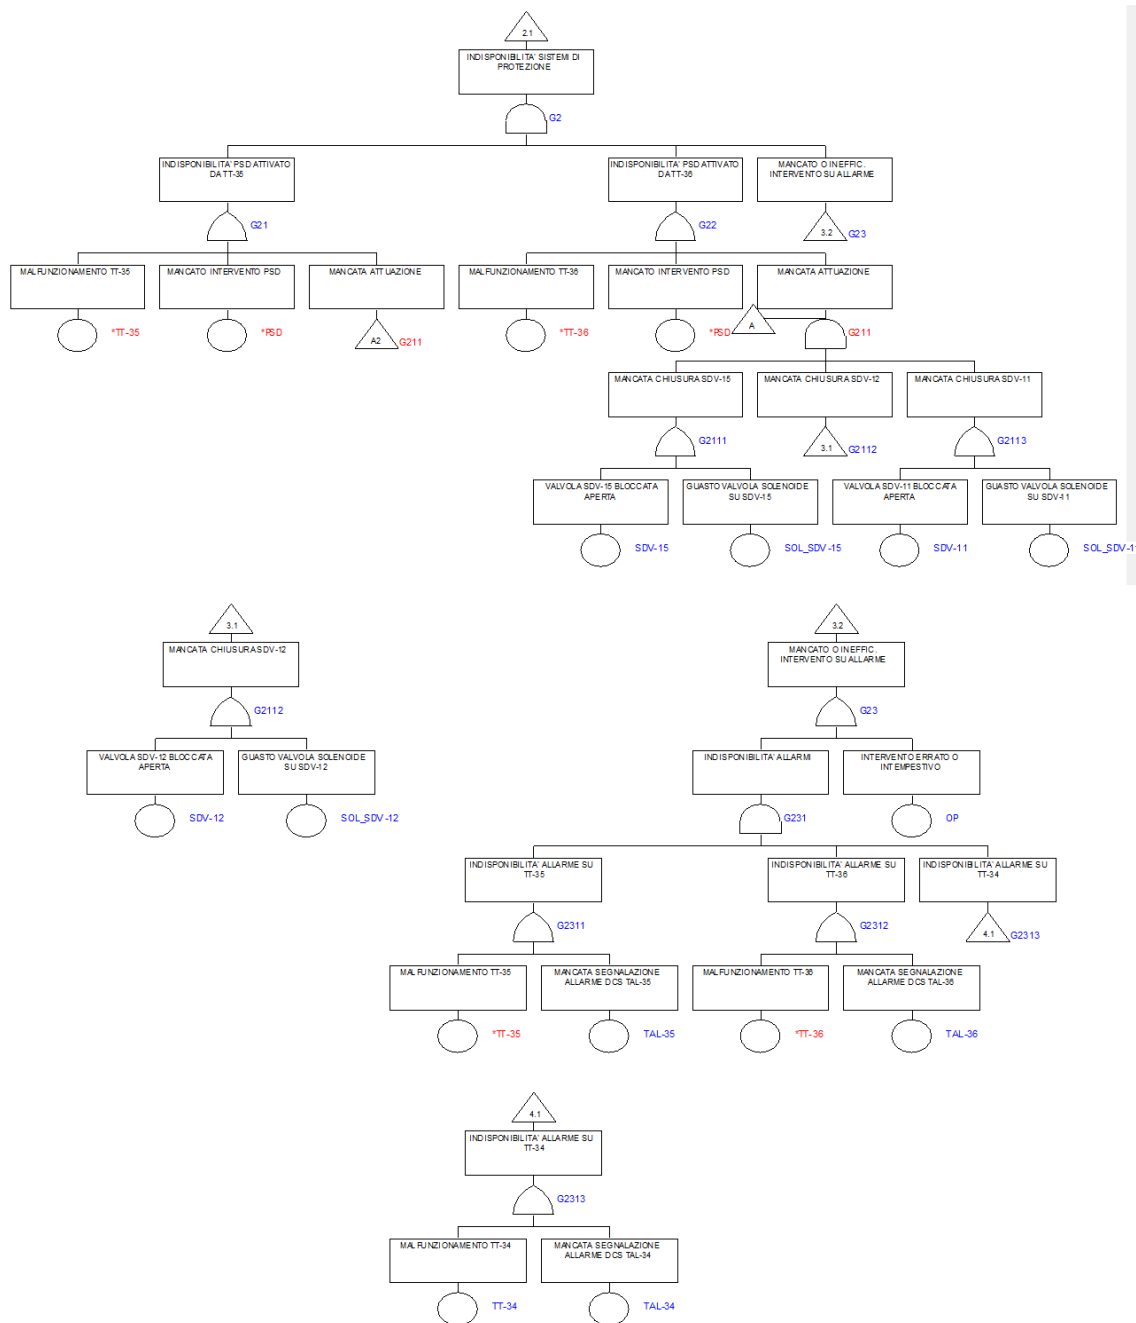 2.1
INDISPONIBILITA' SISTEMI DI
PROTEZIONE
G2
INDISPONIBILITA' PSD ATTIVATO
DA TT-35
INDISPONIBILITA' PSD ATTIVATO
DA TT-36
MANCATO O INEFFIC.
INTERVENTO SU ALLARME
G21
G22
3.2
G23
MALFUNZIONAMENTO TT-35
MANCATO INTERVENTO PSD
MANCATA ATTUAZIONE
MALFUNZIONAMENTO TT-36
MANCATO INTERVENTO PSD
MANCATA ATTUAZIONE
*TT-35
*PSD
A2
G211
*TT-36
*PSD
A
G211
MANCATA CHIUSURA SDV-15
MANCATA CHIUSURA SDV-12
MANCATA CHIUSURA SDV-11
G2111
3.1
G2112
G2113
VALVOLA SDV-15 BLOCCATA
APERTA
GUASTO VALVOLA SOLENOIDE
SU SDV-15
VALVOLA SDV-11 BLOCCATA
APERTA
GUASTO VALVOLA SOLENOIDE
SU SDV-11
SDV-15
SOL_SDV-15
SDV-11
SOL_SDV-11
3.1
MANCATA CHIUSURA SDV-12
G2112
VALVOLA SDV-12 BLOCCATA
APERTA
GUASTO VALVOLA SOLENOIDE
SU SDV-12
SDV-12
SOL_SDV-12
3.2
MANCATO O INEFFIC.
INTERVENTO SU ALLARME
G23
INDISPONIBILITA' ALLARMI
INTERVENTO ERRATO O
INTEMPESTIVO
G231
OP
INDISPONIBILITA' ALLARME SU
TT-35
INDISPONIBILITA' ALLARME SU
TT-36
INDISPONIBILITA' ALLARME SU
TT-34
G2311
G2312
4.1
G2313
MALFUNZIONAMENTO TT-35
MANCATA SEGNALAZIONE
ALLARME DCS TAL-35
MALFUNZIONAMENTO TT-36
MANCATA SEGNALAZIONE
ALLARME DCS TAL-36
*TT-35
TAL-35
*TT-36
TAL-36
4.1
INDISPONIBILITA' ALLARME SU
TT-34
G2313
MALFUNZIONAMENTO TT-34
MANCATA SEGNALAZIONE
ALLARME DCS TAL-34
TT-34
TAL-34